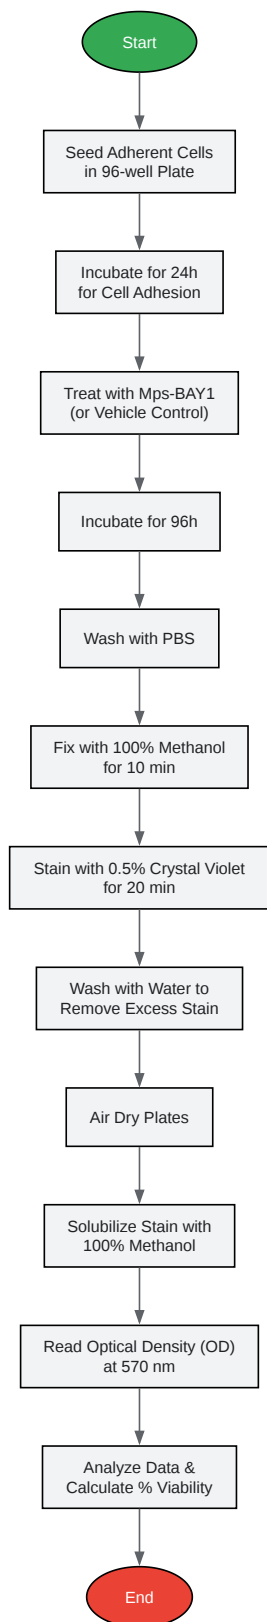 Start
Seed Adherent Cells
in 96-well Plate
Incubate for 24h
for Cell Adhesion
Treat with Mps-BAY1
(or Vehicle Control)
Incubate for 96h
Wash with PBS
Fix with 100% Methanol
for 10 min
Stain with 0.5% Crystal Violet
for 20 min
Wash with Water to
Remove Excess Stain
Air Dry Plates
Solubilize Stain with
100% Methanol
Read Optical Density (OD)
at 570 nm
Analyze Data &
Calculate % Viability
End